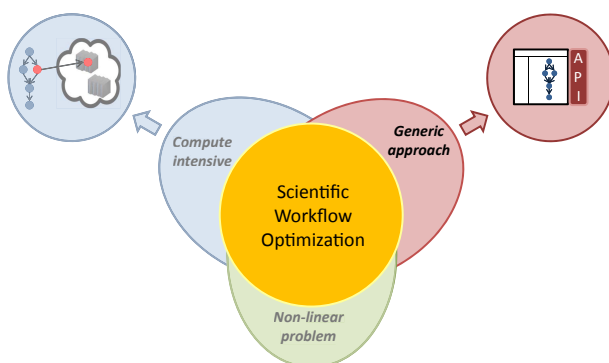 Compute
intensive
Generic
approach
A
P
I
Scientific
Workflow
Optimization
Non-linear
problem